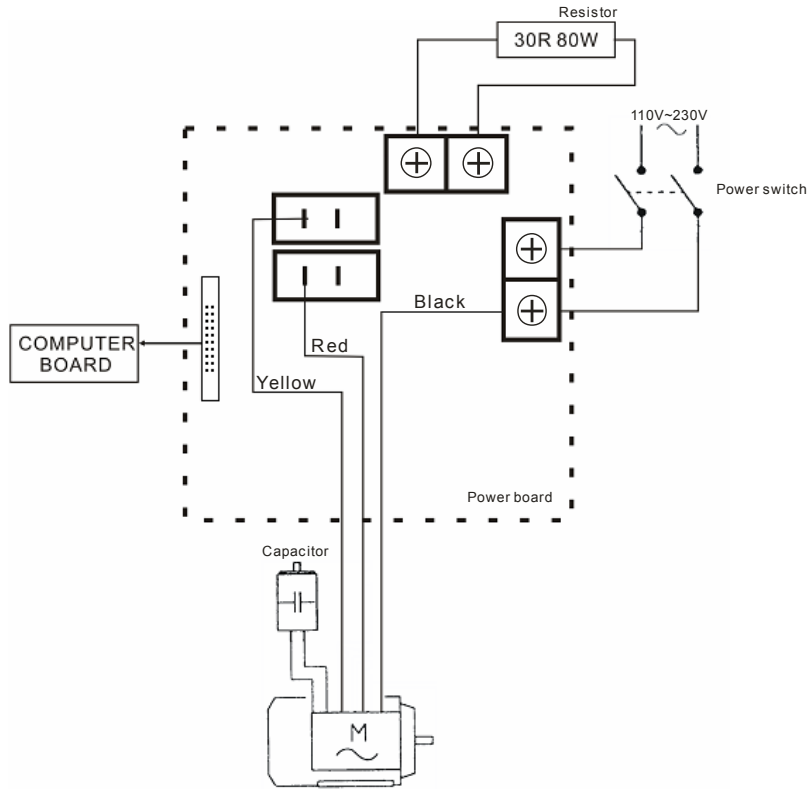 Resistor
30R 80W
110V~230V
Power switch
Black
COMPUTER
BOARD
Red
Yellow
Power board
Capacitor
M